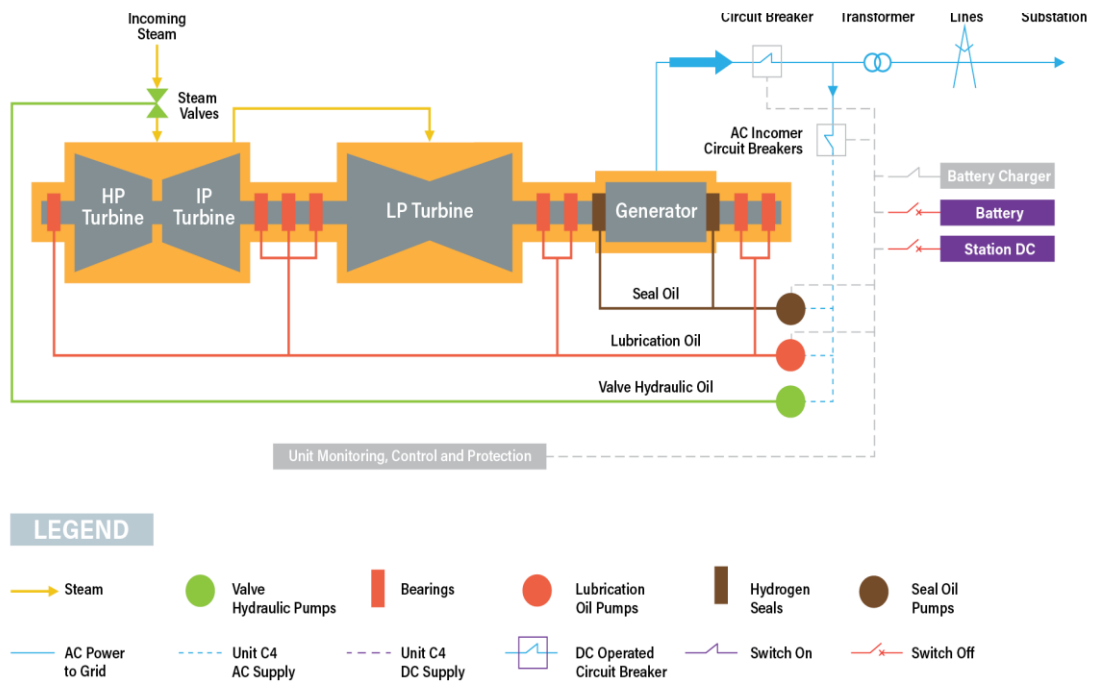 Incoming
Steam
Circuit Breaker
Transformer
Lines
Substation
Steam
Valves
AC Incomer
Circuit Breakers
Battery Charger
HP
Turbine
IP
Turbine
LP Turbine
Generator
Battery
Station DC
Seal Oil
Lubrication Oil
Valve Hydraulic Oil
Unit Monitoring, Control and Protection
LEGEND
Steam
Valve
Hydraulic Pumps
Bearings
Lubrication
Oil Pumps
Hydrogen
Seals
Seal Oil
Pumps
AC Power
to Grid
Unit C4
AC Supply
Unit C4
DC Supply
DC Operated
Circuit Breaker
Switch On
Switch Off